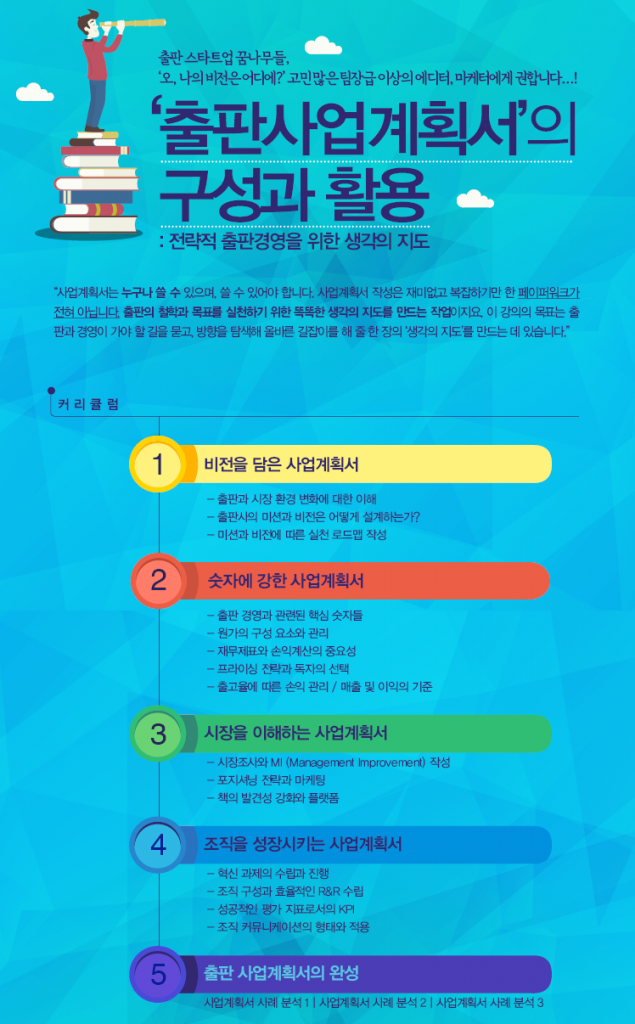 출판 스타트업 꿈나무들,
‘오, 나의 비전은 어디에?’ 고민 많은 팀장급 이상의 에디터, 마케터에게 권합니다…!
‘출판사업계획서’의
구성과 활용
: 전략적 출판경영을 위한 생각의 지도
“사업계획서는 누구나 쓸 수 있으며, 쓸 수 있어야 합니다. 사업계획서 작성은 재미없고 복잡하기만 한 페이퍼워크가
전혀 아닙니다. 출판의 철학과 목표를 실천하기 위한 똑똑한 생각의 지도를 만드는 작업이지요. 이 강의의 목표는 출
판과 경영이 가야 할 길을 묻고, 방향을 탐색해 올바른 길잡이를 해 줄 한 장의 ‘생각의 지도’를 만드는 데 있습니다.”
커리큘럼
1 비전을 담은 사업계획서
– 출판과 시장 환경 변화에 대한 이해
– 출판사의 미션과 비전은 어떻게 설계하는가?
– 미션과 비전에 따른 실천 로드맵 작성
2 숫자에 강한 사업계획서
– 출판 경영과 관련된 핵심 숫자들
– 원가의 구성 요소와 관리
– 재무제표와 손익계산의 중요성
– 프라이싱 전략과 독자의 선택
– 출고율에 따른 손익 관리 / 매출 및 이익의 기준
3 시장을 이해하는 사업계획서
– 시장조사와 MI (Management Improvement) 작성
– 포지셔닝 전략과 마케팅
– 책의 발견성 강화와 플랫폼
4 조직을 성장시키는 사업계획서
– 혁신 과제의 수립과 진행
– 조직 구성과 효율적인 R&R 수립
– 성공적인 평가 지표로서의 KPI
– 조직 커뮤니케이션의 형태와 적용
5 출판 사업계획서의 완성
사업계획서 사례 분석 1 | 사업계획서 사례 분석 2 | 사업계획서 사례 분석 3